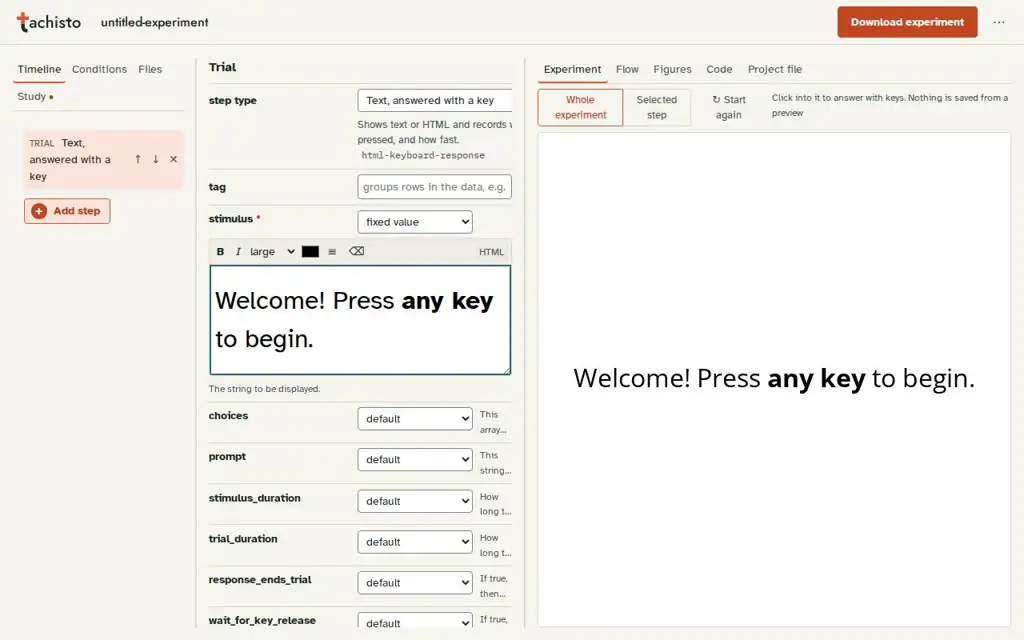 tachisto
untitled-experiment
Download experiment
...
Timeline
Conditions
Files
Study
TRIAL Text,
answered with a
key
↑ ↓ ×
Add step
Trial
step type
Text, answered with a key
Shows text or HTML and records
pressed, and how fast.
html-keyboard-response
tag
groups rows in the data, e.g.
stimulus *
fixed value
B I large
HTML
Welcome! Press any key
to begin.
The string to be displayed.
choices
default
This
array...
prompt
default
This
string...
stimulus_duration
default
How
long t...
trial_duration
default
How
long t...
response_ends_trial
default
If true,
then...
wait_for_key_release
default
If true,
Experiment
Flow
Figures
Code
Project file
Whole
experiment
Selected
step
↻ Start
again
Click into it to answer with keys. Nothing is saved from a
preview
Welcome! Press any key to begin.